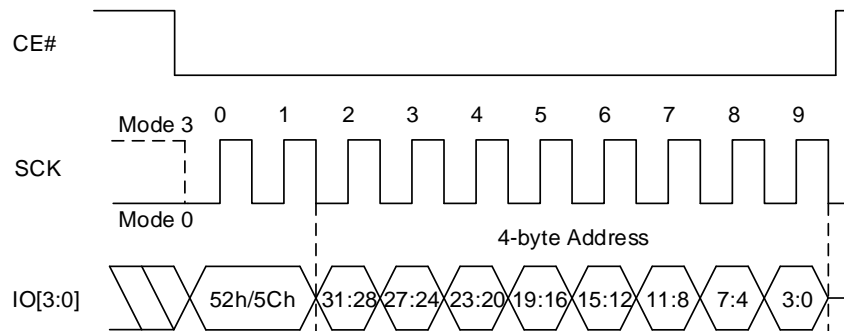 CE#
0 1 2 3 4 5 6 7 8 9
Mode 3
SCK
Mode 0
4-byte Address
IO[3:0]
52h/5Ch 31:28 27:24 23:20 19:16 15:12 11:8 7:4 3:0